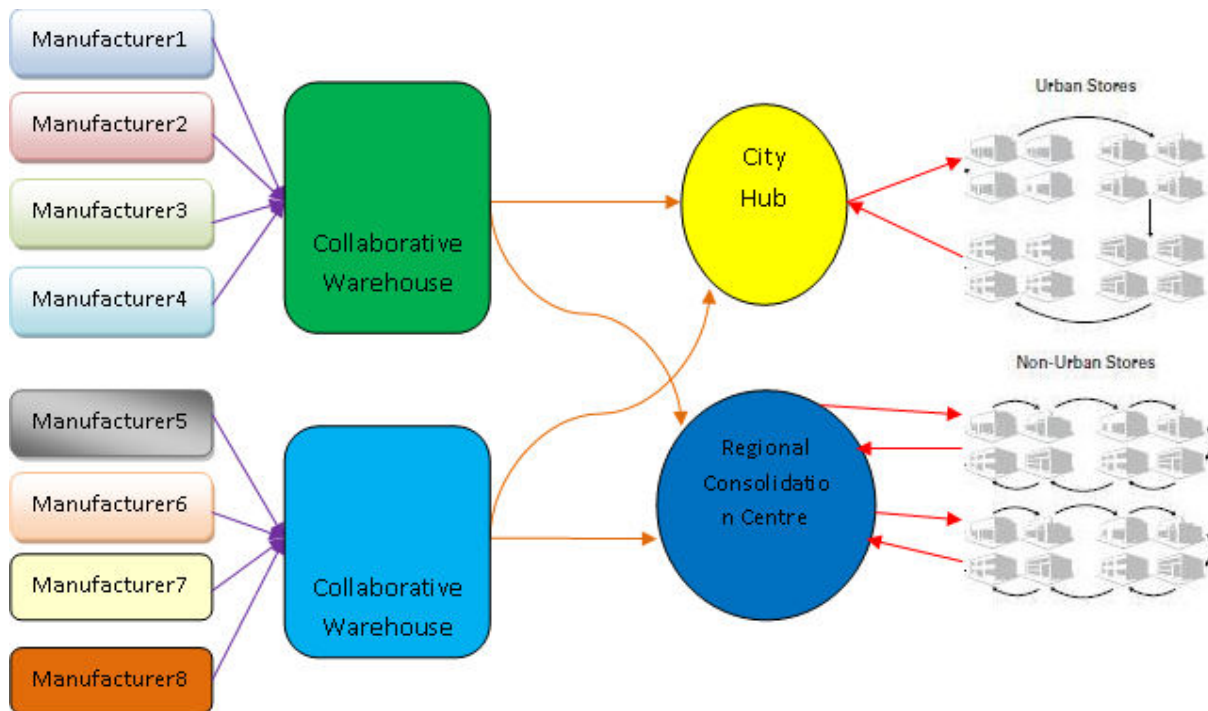 Manufacturer1
Manufacturer2
Manufacturer3
Manufacturer4
Manufacturer5
Manufacturer6
Manufacturer7
Manufacturer8
Collaborative
Warehouse
Collaborative
Warehouse
City
Hub
Regional
Consolidatio
n Centre
Urban Stores
Non-Urban Stores